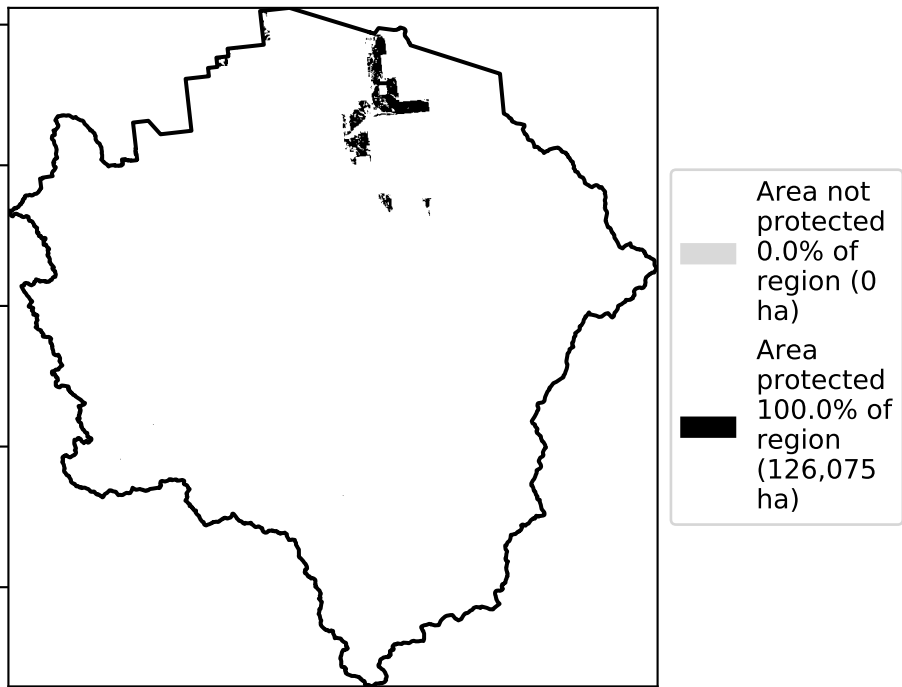 Area not
protected
0.0% of
region (0
ha)
Area
protected
100.0% of
region
(126,075
ha)